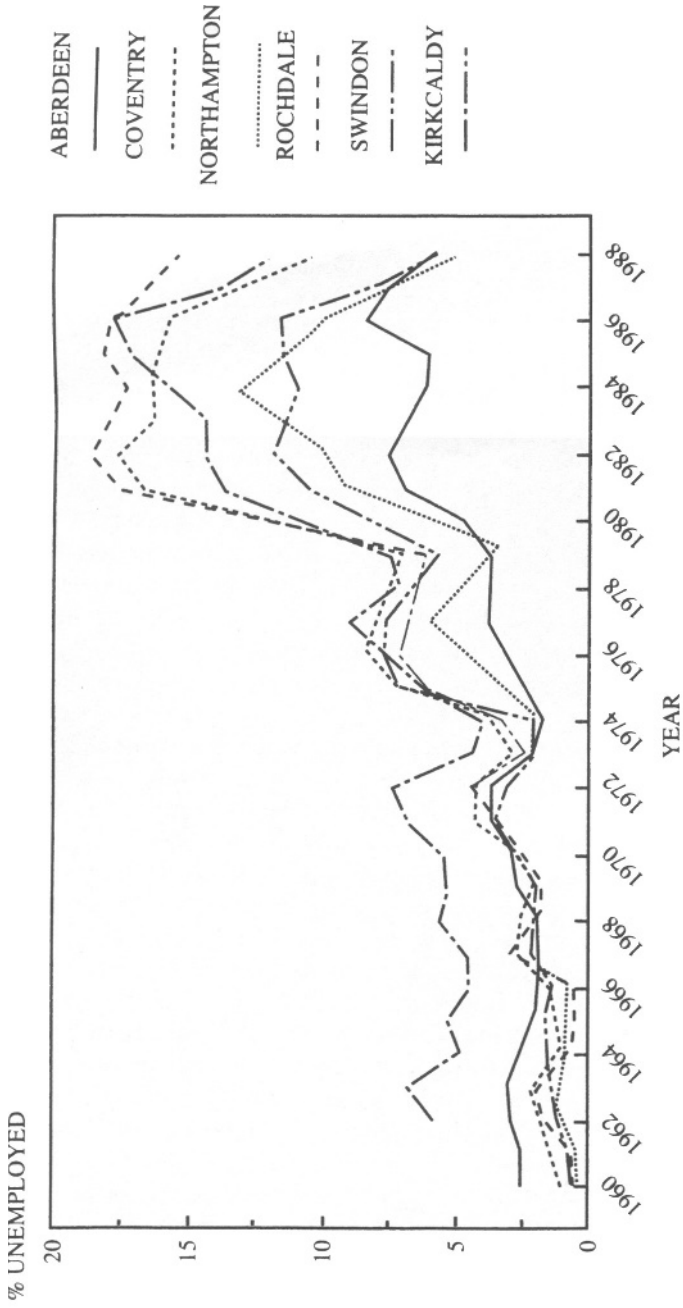 % UNEMPLOYED
20
15
10
5
0
1960
1962
1964
1966
1968
1970
1972
1974
1976
1978
1980
1982
1984
1986
1988
YEAR
ABERDEEN
COVENTRY
NORTHAMPTON
ROCHDALE
SWINDON
KIRKCALDY